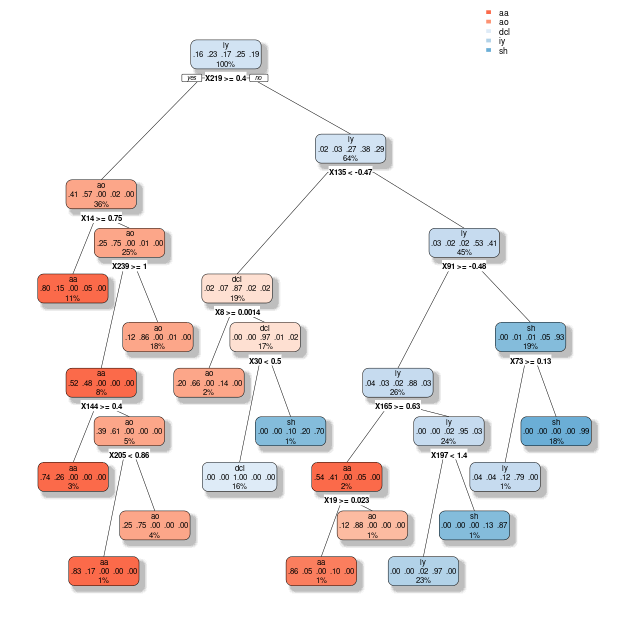 aa
ao
dcl
iy
sh
iy
.16 .23 .17 .25 .19
100%
yes X219 >= 0.4 no
iy
.02 .03 .27 .38 .29
64%
X135 < -0.47
ao
.41 .57 .00 .02 .00
36%
X14 >= 0.75
ao
.25 .75 .00 .01 .00
25%
X239 >= 1
iy
.03 .02 .02 .53 .41
45%
X91 >= -0.48
aa
.80 .15 .00 .05 .00
11%
dcl
.02 .07 .87 .02 .02
19%
X8 >= 0.0014
ao
.12 .86 .00 .01 .00
18%
dcl
.00 .00 .97 .01 .02
17%
X30 < 0.5
sh
.00 .01 .01 .05 .93
19%
X73 >= 0.13
aa
.52 .48 .00 .00 .00
8%
X144 >= 0.4
ao
.20 .66 .00 .14 .00
2%
iy
.04 .03 .02 .88 .03
26%
X165 >= 0.63
ao
.39 .61 .00 .00 .00
5%
X205 < 0.86
sh
.00 .00 .10 .20 .70
1%
iy
.00 .00 .02 .95 .03
24%
X197 < 1.4
sh
.00 .00 .00 .00 .99
18%
aa
.74 .26 .00 .00 .00
3%
dcl
.00 .00 1.00 .00 .00
16%
aa
.54 .41 .00 .05 .00
2%
X19 >= 0.023
iy
.04 .04 .12 .79 .00
1%
ao
.25 .75 .00 .00 .00
4%
ao
.12 .88 .00 .00 .00
1%
sh
.00 .00 .00 .13 .87
1%
aa
.83 .17 .00 .00 .00
1%
aa
.86 .05 .00 .10 .00
1%
iy
.00 .00 .02 .97 .00
23%